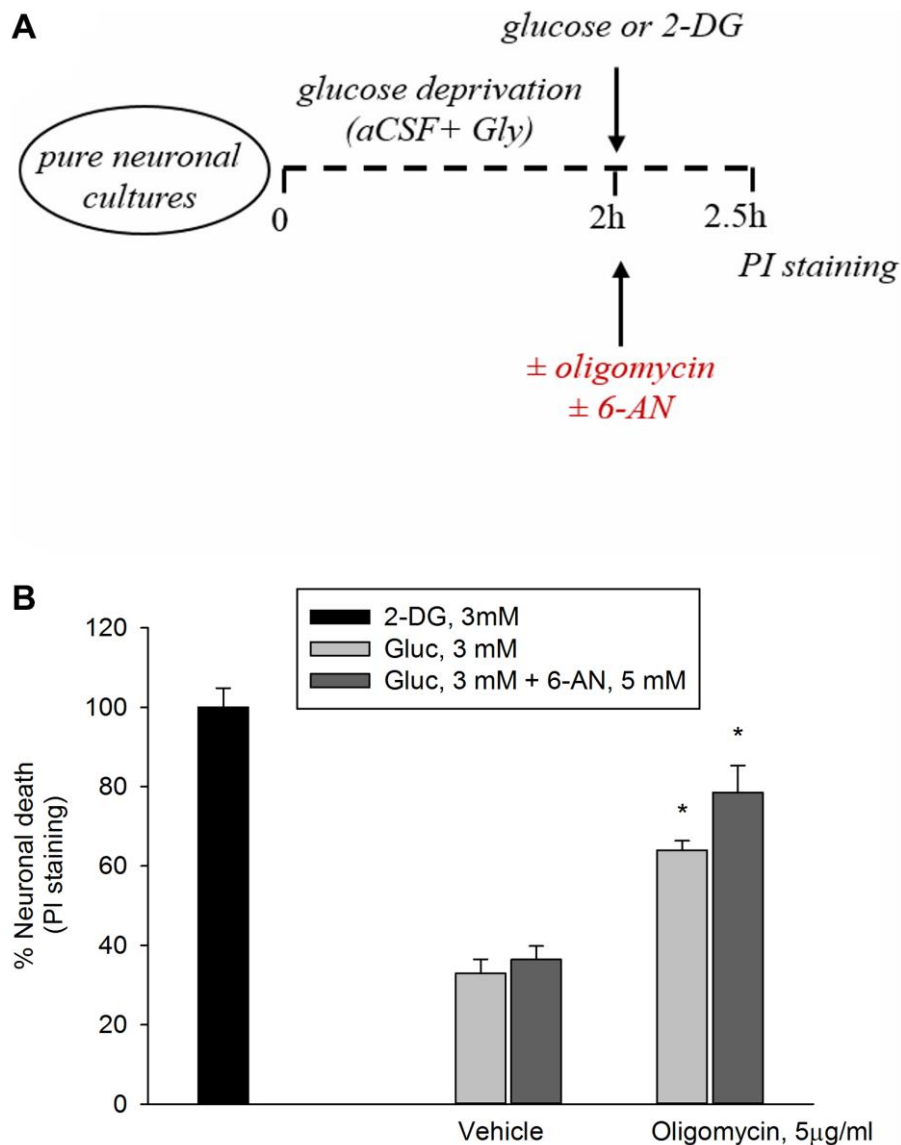 A
glucose or 2-DG
glucose deprivation
(aCSF+ Gly)
pure neuronal
cultures
0
2h
2.5h
PI staining
± oligomycin
± 6-AN
B
2-DG, 3mM
Gluc, 3 mM
Gluc, 3 mM + 6-AN, 5 mM
% Neuronal death
(PI staining)
120
100
80
60
40
20
0
*
*
Vehicle
Oligomycin, 5μg/ml